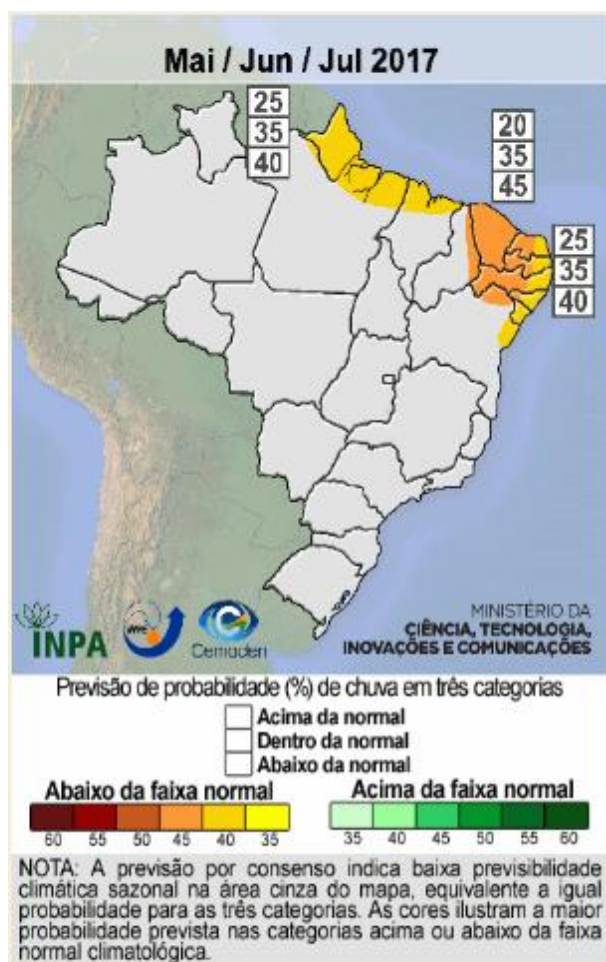 Mai / Jun / Jul 2017
25
35
40
20
35
45
25
35
40
INPA
Cemaden
MINISTÉRIO DA
CIÊNCIA, TECNOLOGIA,
INOVAÇÕES E COMUNICAÇÕES
Previsão de probabilidade (%) de chuva em três categorias
Acima da normal
Dentro da normal
Abaixo da normal
Abaixo da faixa normal
Acima da faixa normal
60 55 50 45 40 35
35 40 45 50 55 60
NOTA: A previsão por consenso indica baixa previsibilidade
climática sazonal na área cinza do mapa, equivalente a igual
probabilidade para as três categorias. As cores ilustram a maior
probabilidade prevista nas categorias acima ou abaixo da faixa
normal climatológica.